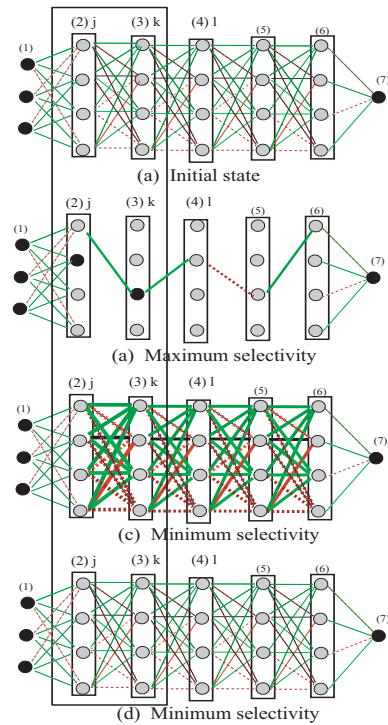 (1) (2) j (3) k (4) l (5) (6) (7)
(a) Initial state
(1) (2) j (3) k (4) l (5) (6) (7)
(a) Maximum selectivity
(1) (2) j (3) k (4) l (5) (6) (7)
(c) Minimum selectivity
(1) (2) j (3) k (4) l (5) (6) (7)
(d) Minimum selectivity